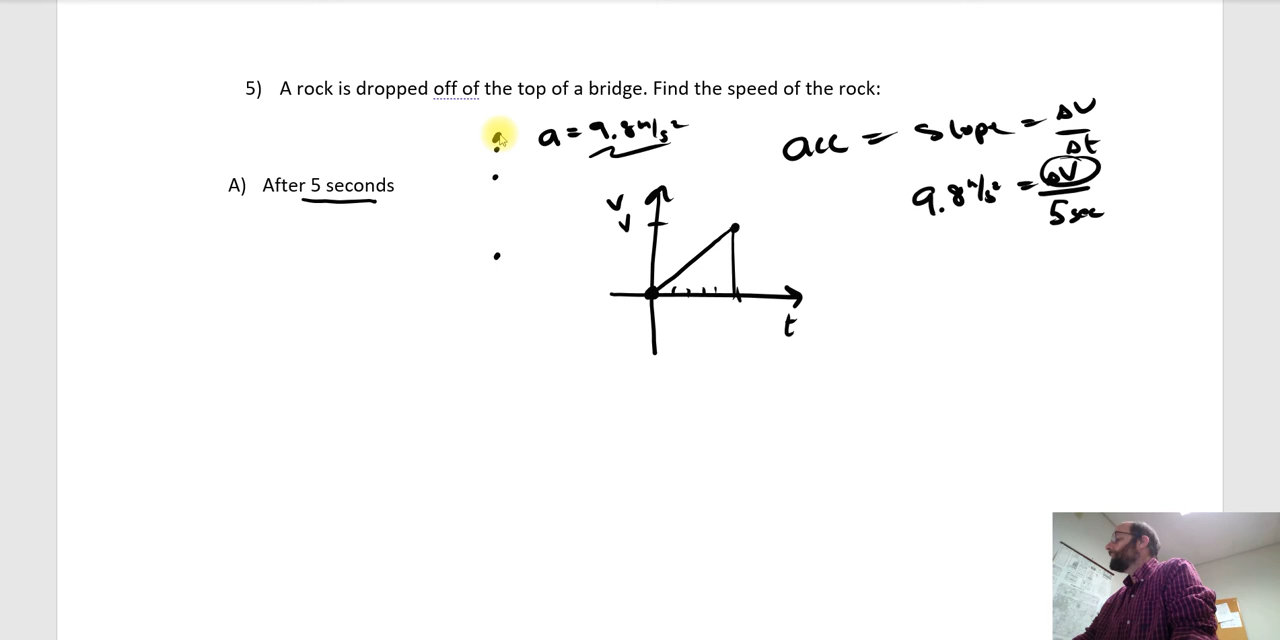 5) A rock is dropped off of the top of a bridge. Find the speed of the rock:
a = 9.8 m/s²
acc = slope = ΔV/Δt
A) After 5 seconds
9.8 m/s² = ΔV/5 sec
V
V
t